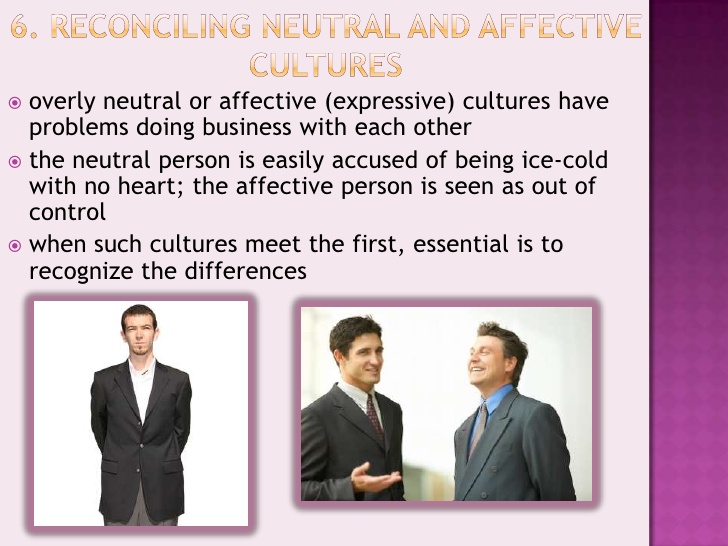 6. RECONCILING NEUTRAL AND AFFECTIVE
CULTURES
overly neutral or affective (expressive) cultures have
problems doing business with each other
the neutral person is easily accused of being ice-cold
with no heart; the affective person is seen as out of
control
when such cultures meet the first, essential is to
recognize the differences